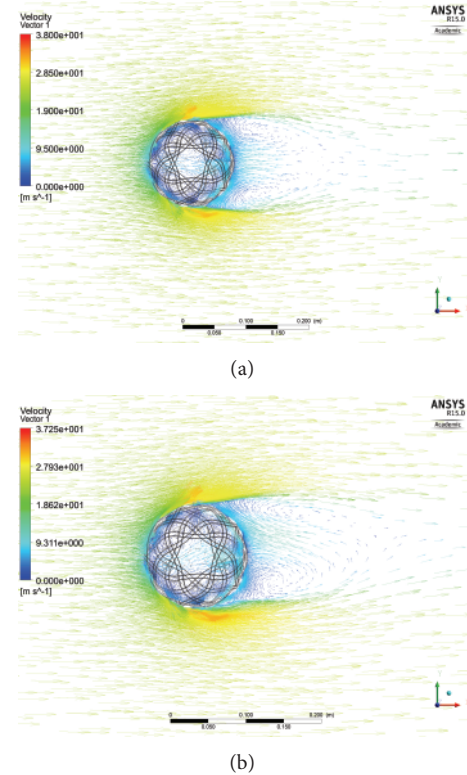 ANSYS
R15.0
Academic
Velocity
Vector 1
3.800e+001
2.850e+001
1.900e+001
9.500e+000
0.000e+000
[m s^-1]
0 0.100 0.200 (m)
0.050 0.150
(a)
ANSYS
R15.0
Academic
Velocity
Vector 1
3.725e+001
2.793e+001
1.862e+001
9.311e+000
0.000e+000
[m s^-1]
0 0.100 0.200 (m)
0.050 0.150
(b)